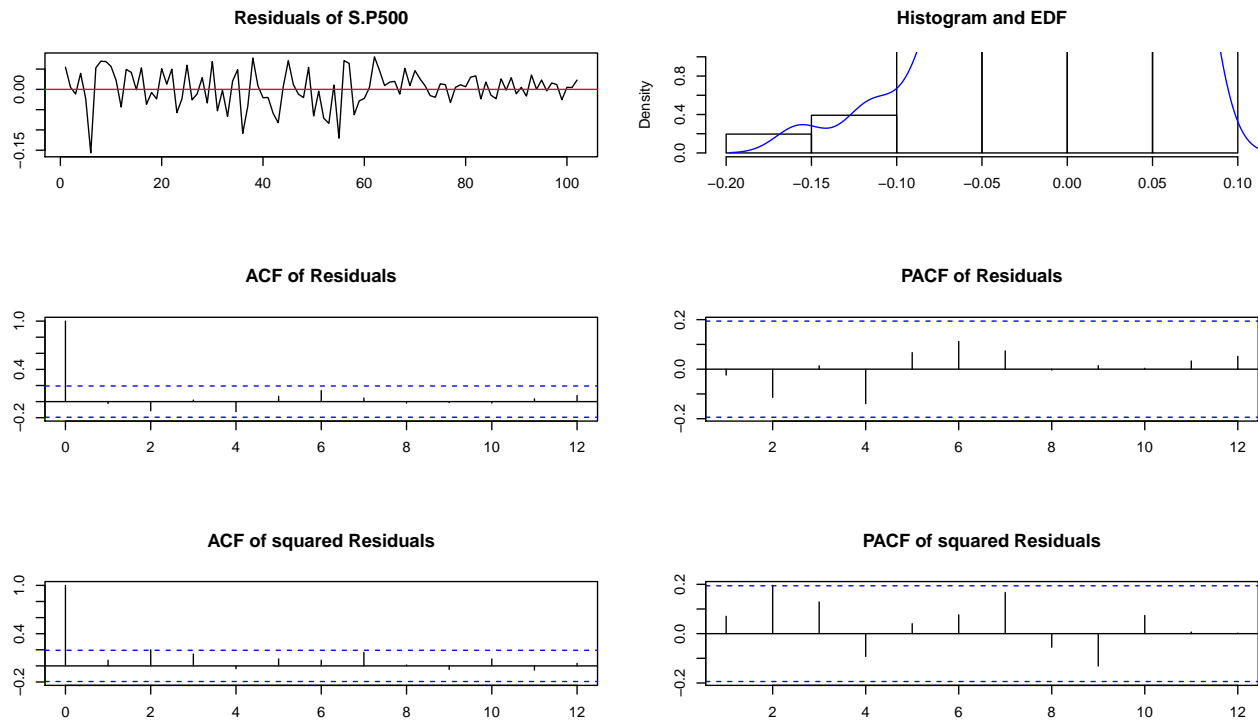 Residuals of S.P500
0.00
−0.15
0 20 40 60 80 100
Histogram and EDF
Density
0.8
0.4
0.0
−0.20 −0.15 −0.10 −0.05 0.00 0.05 0.10
ACF of Residuals
1.0
0.4
−0.2
0 2 4 6 8 10 12
PACF of Residuals
0.2
0.0
−0.2
2 4 6 8 10 12
ACF of squared Residuals
1.0
0.4
−0.2
0 2 4 6 8 10 12
PACF of squared Residuals
0.2
0.0
−0.2
2 4 6 8 10 12